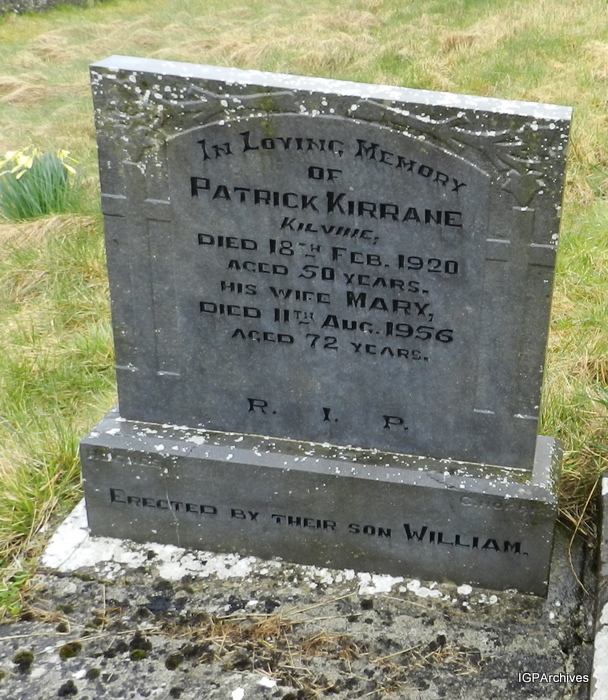 In Loving Memory
OF
PATRICK KIRRANE
KILVINE,
DIED 18TH FEB. 1920
AGED 50 YEARS.
HIS WIFE MARY,
DIED 11TH AUG. 1956
AGED 72 YEARS.
R. I. P.
ERECTED BY THEIR SON WILLIAM.
IGPArchives